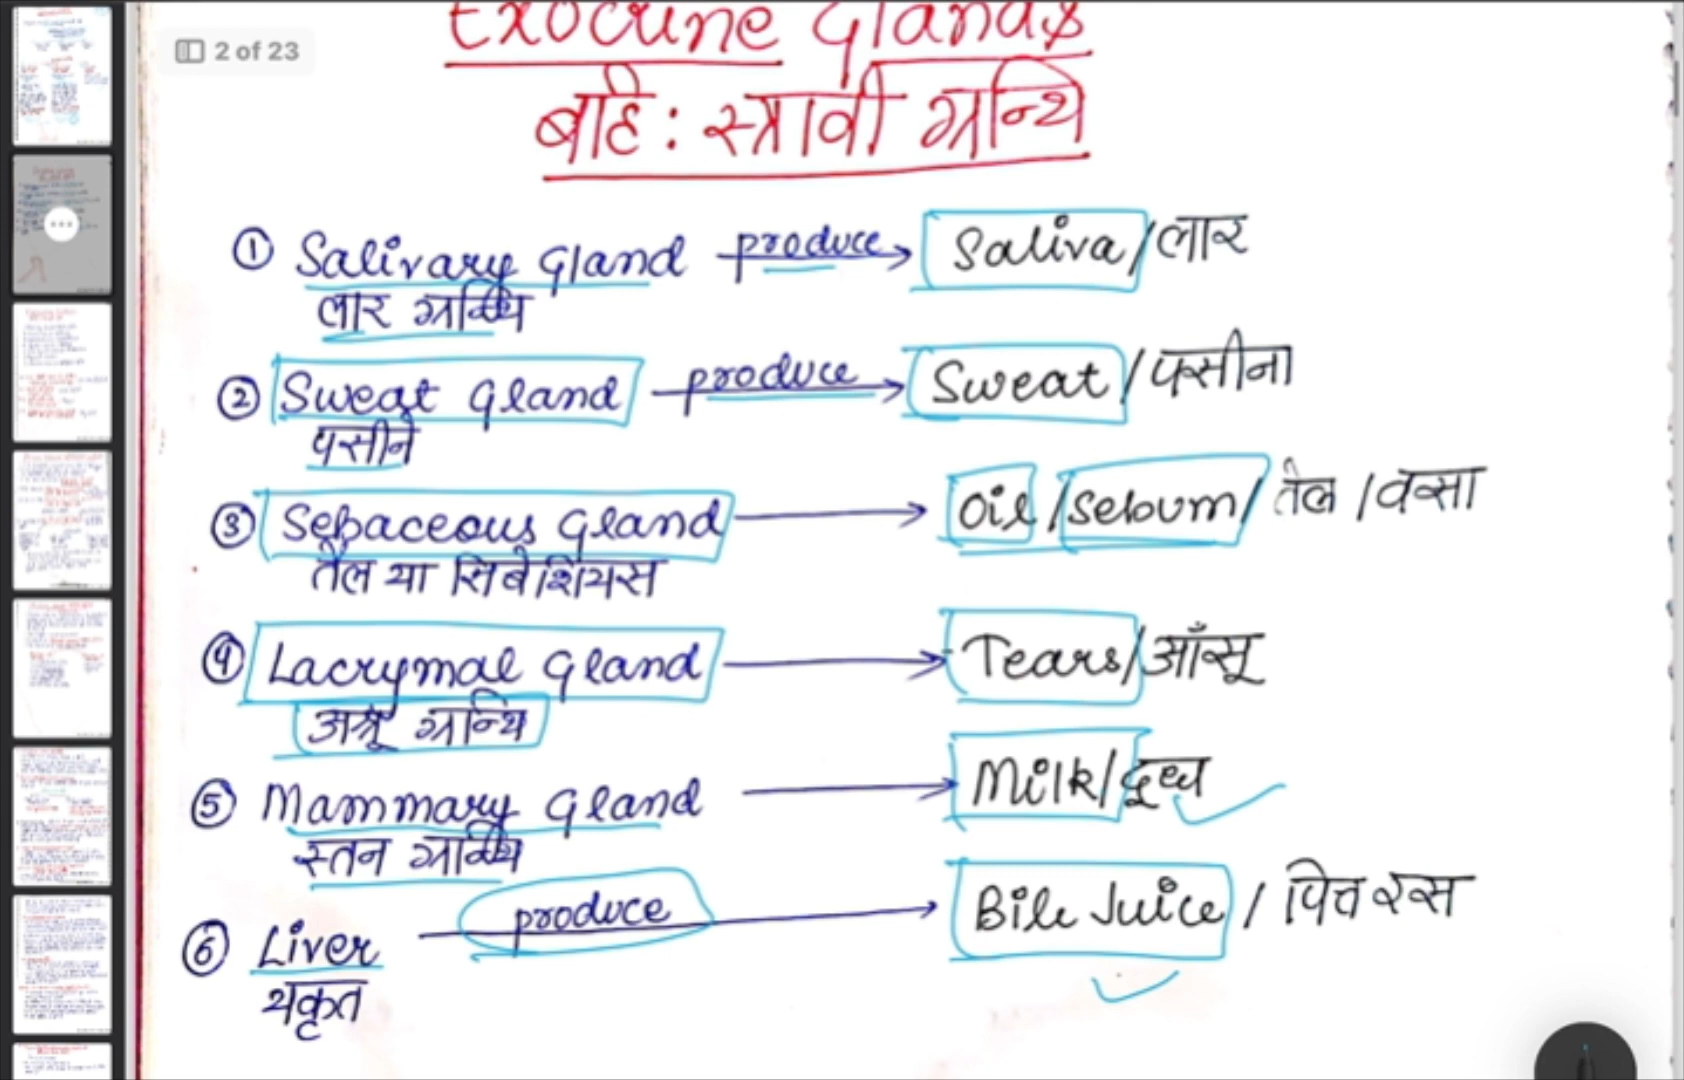 2 of 23
Exocrine Glands
बहि: स्त्रावी ग्रन्थि
① Salivary Gland produce Saliva/लार
लार ग्रन्थि
② Sweat Gland produce Sweat/पसीना
पसीने
③ Sebaceous Gland Oil/Sebum/तेल/वसा
तेल या सिबेशियस
④ Lacrymal Gland Tears/आँसू
अश्रू ग्रन्थि
⑤ Mammary Gland Milk/दूध
स्तन ग्रन्थि
⑥ Liver produce Bile Juice / पित्त रस
यकृत